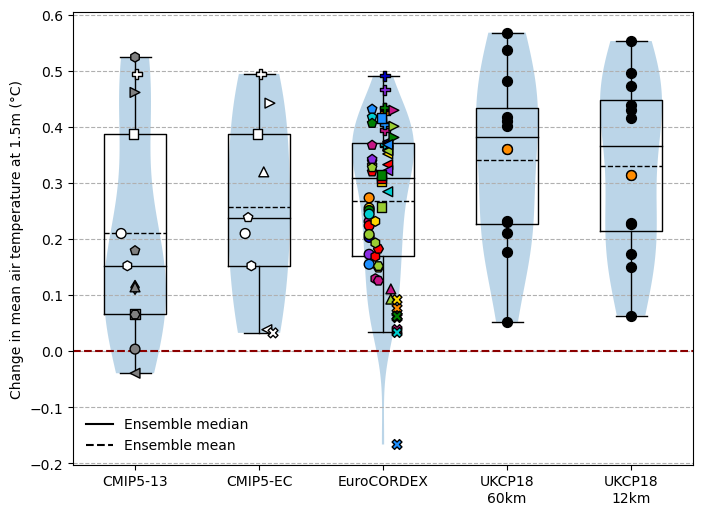 Change in mean air temperature at 1.5m (°C)
0.6
0.5
0.4
0.3
0.2
0.1
0.0
−0.1
−0.2
Ensemble median
Ensemble mean
CMIP5-13
CMIP5-EC
EuroCORDEX
UKCP18
60km
UKCP18
12km